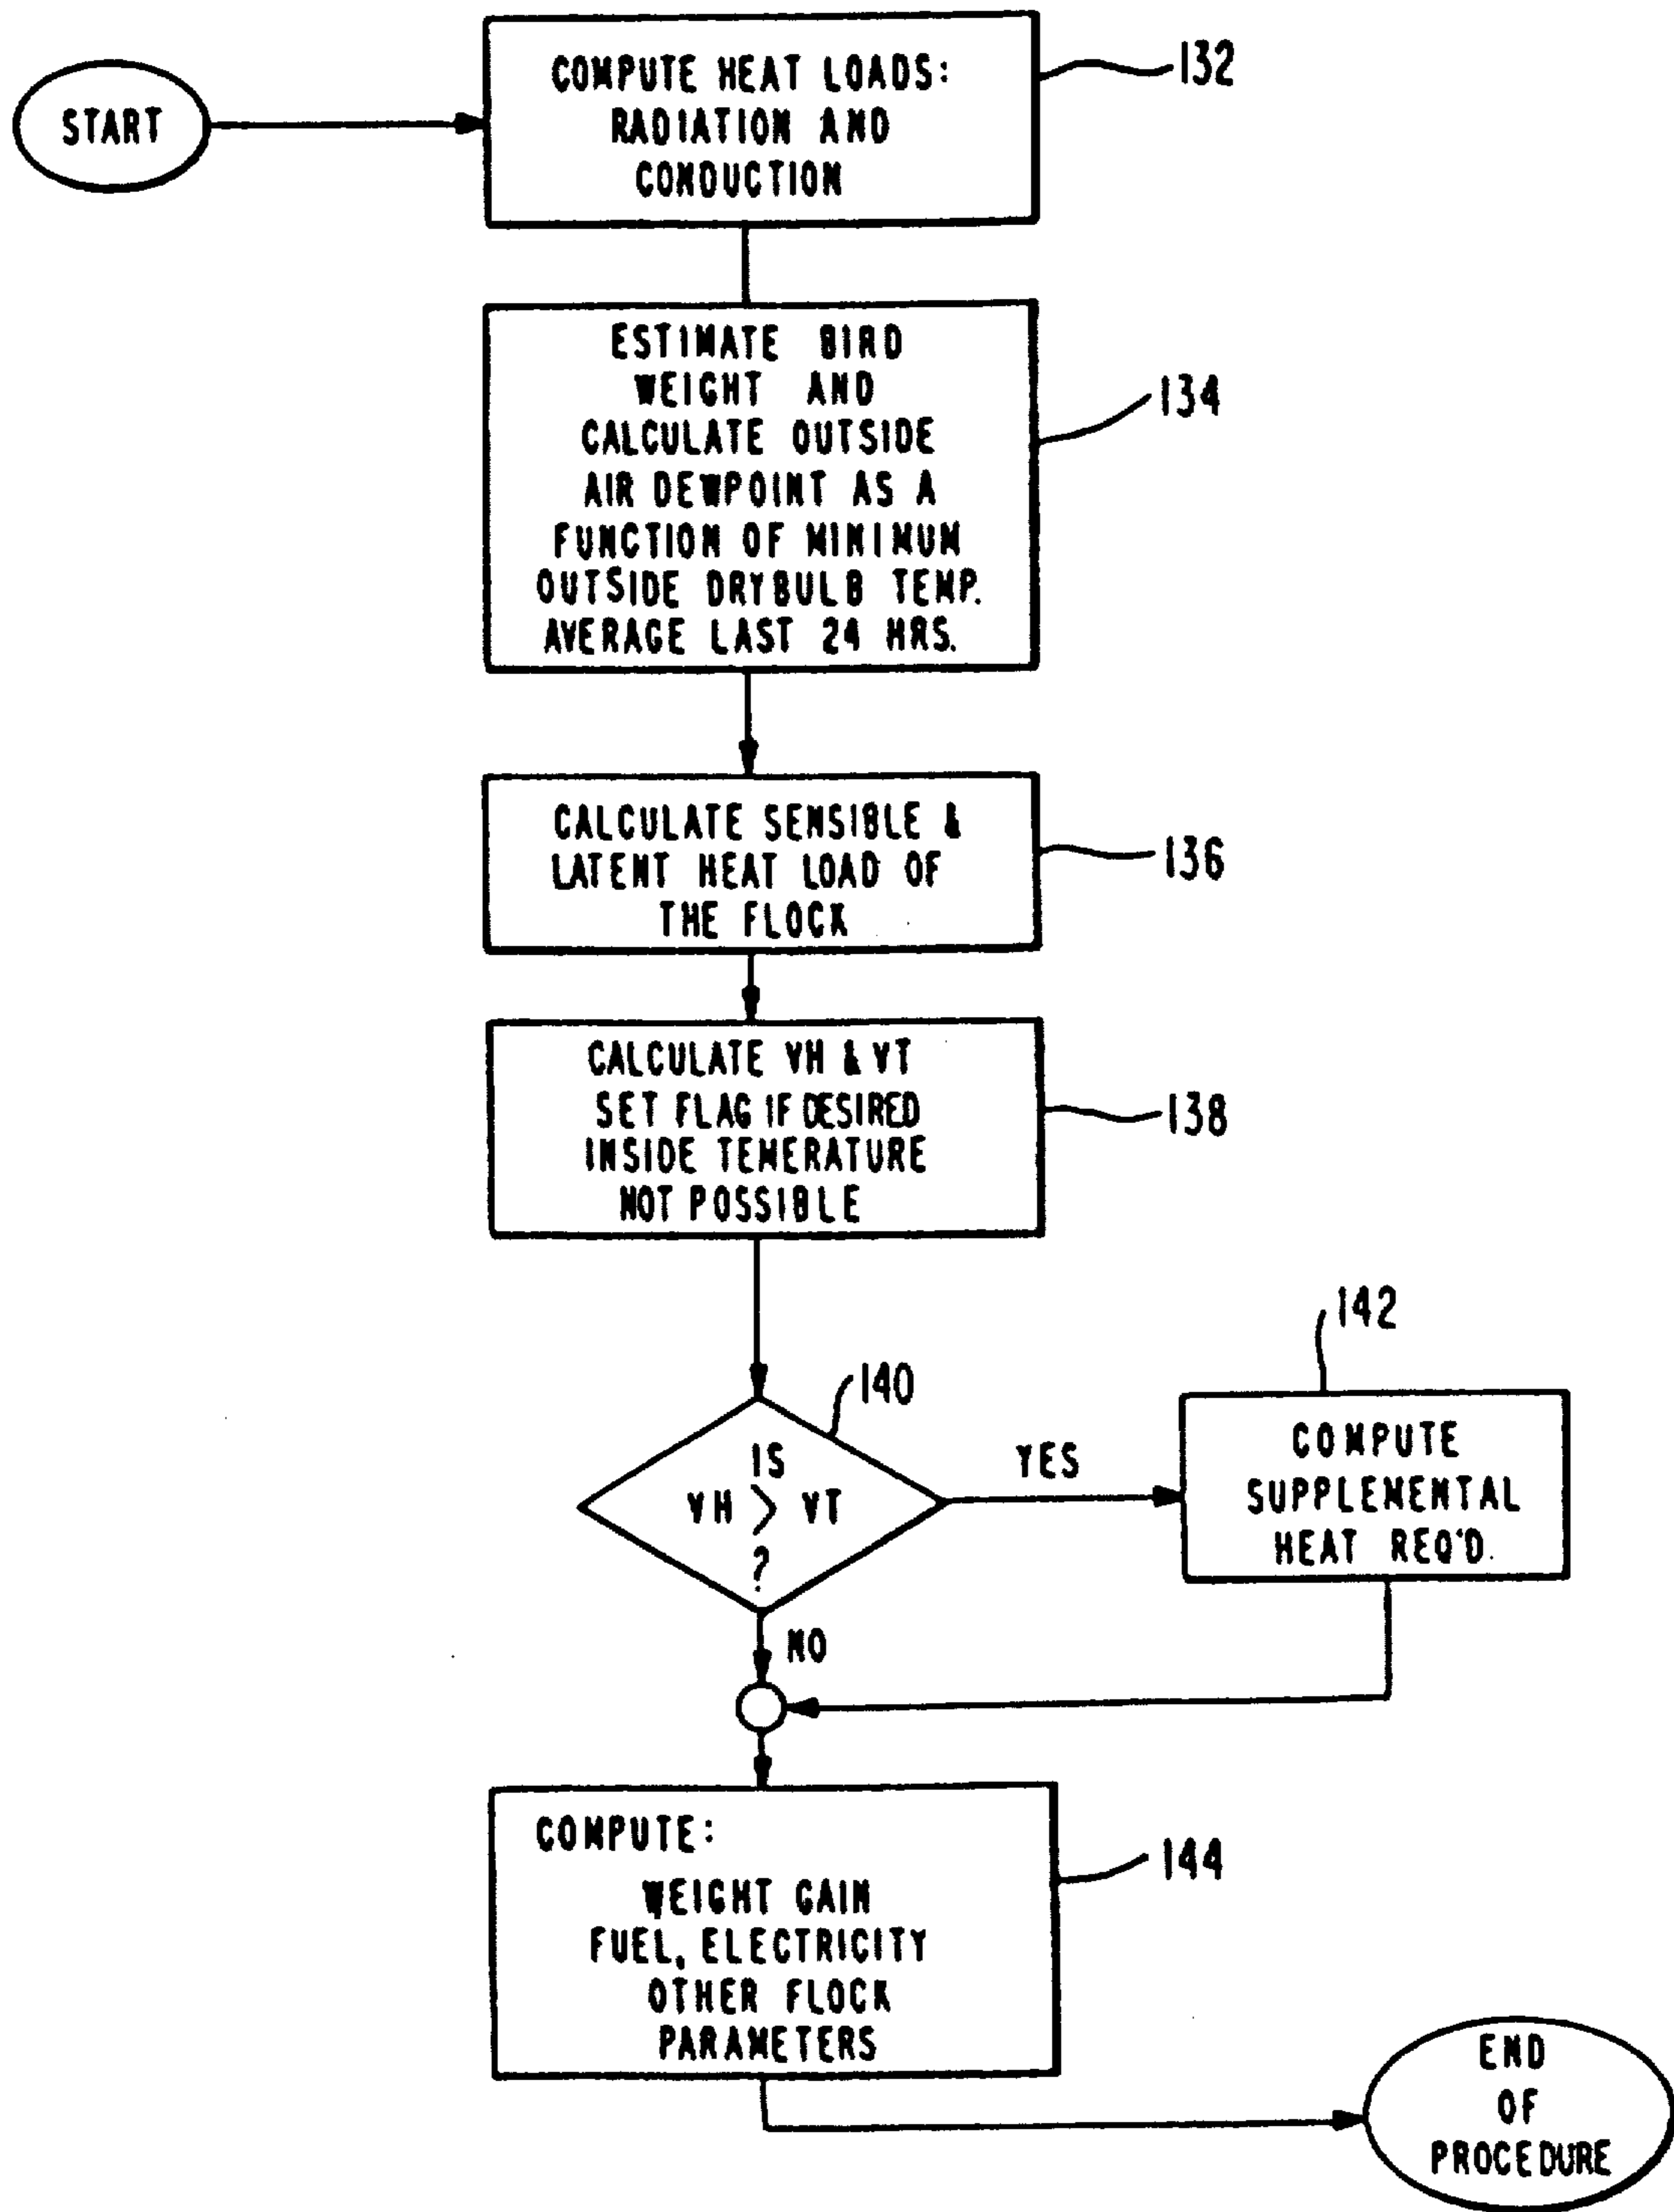 START
COMPUTE HEAT LOADS:
RADIATION AND
CONDUCTION
132
ESTIMATE BIRD
WEIGHT AND
CALCULATE OUTSIDE
AIR DEWPOINT AS A
FUNCTION OF MINIMUM
OUTSIDE DRYBULB TEMP.
AVERAGE LAST 24 HRS.
134
CALCULATE SENSIBLE &
LATENT HEAT LOAD OF
THE FLOCK
136
CALCULATE VH & VT
SET FLAG IF DESIRED
INSIDE TEMERATURE
NOT POSSIBLE
138
140
IS
VH > VT
?
YES
142
COMPUTE
SUPPLEMENTAL
HEAT REQ'D.
NO
COMPUTE:
WEIGHT GAIN
FUEL, ELECTRICITY
OTHER FLOCK
PARAMETERS
144
END
OF
PROCEDURE